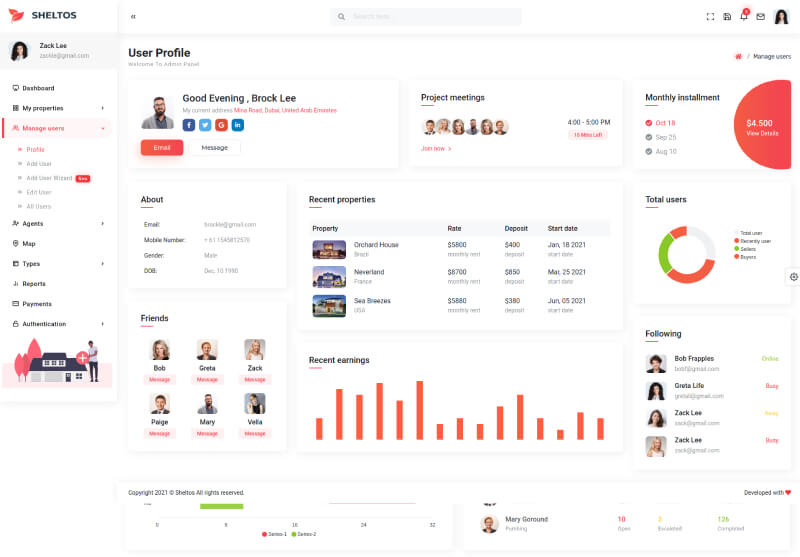 SHELTOS
«
Search here...
5
Zack Lee
zackle@gmail.com
Dashboard
My properties
Manage users
Profile
Add User
Add User Wizard New
Edit User
All Users
Agents
Map
Types
Reports
Payments
Authentication
User Profile
Welcome To Admin Panel
/ Manage users
Good Evening , Brock Lee
My current address Mina Road, Dubai, United Arab Emirates
Email
Message
Project meetings
4:00 - 5:00 PM
10 Mins Left
Join now >
Monthly installment
Oct 18
Sep 25
Aug 10
$4.500
View Details
About
Email: brockle@gmail.com
Mobile Number: + 61 1545812570
Gender: Male
DOB: Dec, 10 1990
Recent properties
Property Rate Deposit Start date
Orchard House $5800 $400 Jan, 18 2021
Brazil monthly rent deposit start date
Neverland $8700 $850 Mar, 25 2021
France monthly rent deposit start date
Sea Breezes $5880 $380 Jun, 05 2021
USA monthly rent deposit start date
Total users
Total user
Recently user
Sellers
Buyers
Friends
Bob Greta Zack
Message Message Message
Paige Mary Vella
Message Message Message
Recent earnings
Following
Bob Frapples Online
bobf@gmail.com
Greta Life Busy
gretali@gmail.com
Zack Lee Away
zack@gmail.com
Zack Lee Busy
zack@gmail.com
Copyright 2021 © Sheltos All rights reserved.
Developed with
0 8 16 24 32
Series-1 Series-2
Mary Goround 10 3 126
Purnhing Open Escaleted Completed